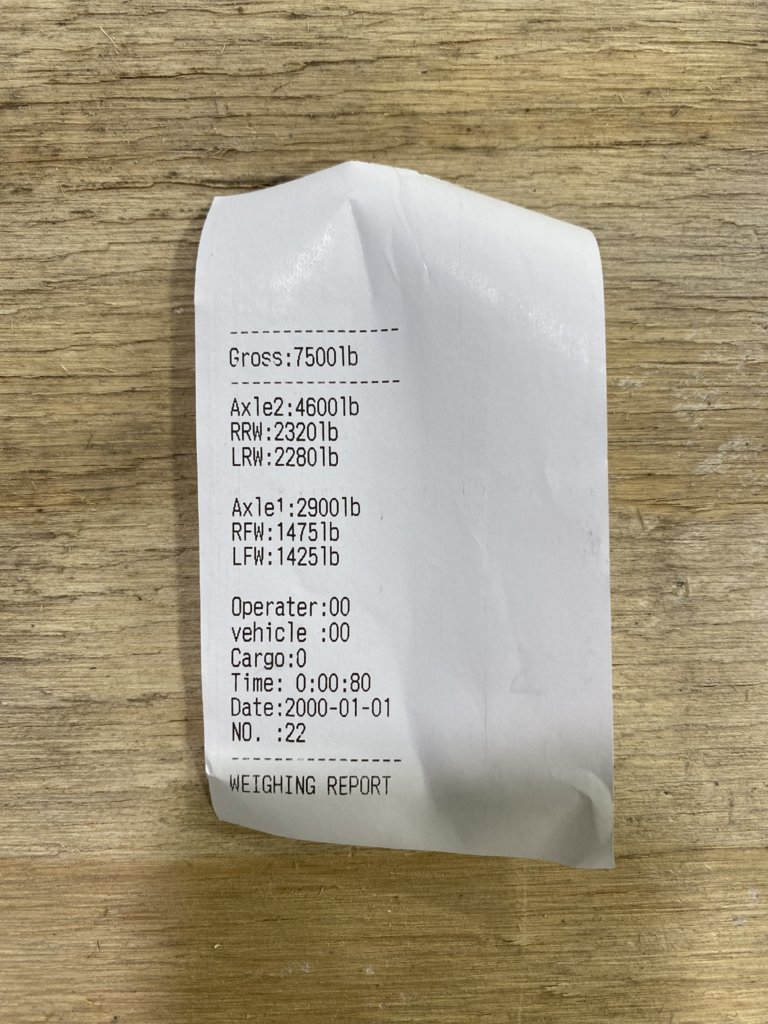 ------------------
Gross:7500lb
------------------
Axle2:4600lb
RRW:2320lb
LRW:2280lb
Axle1:2900lb
RFW:1475lb
LFW:1425lb
Operater:00
vehicle :00
Cargo:0
Time: 0:00:80
Date:2000-01-01
NO. :22
------------------
WEIGHING REPORT